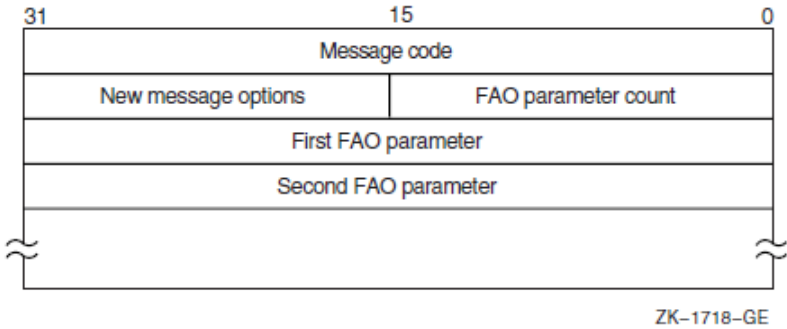 31 15 0
Message code
New message options FAO parameter count
First FAO parameter
Second FAO parameter
ZK–1718–GE